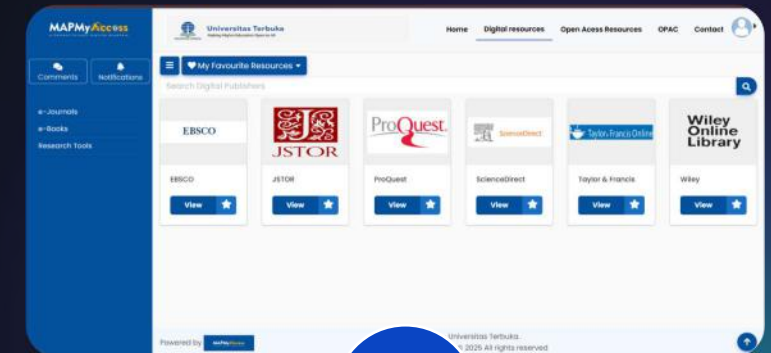 MAPMyAccess
Universitas Terbuka
Home Digital resources Open Acess Resources OPAC Contact
Comments Notifications
My Favourite Resources
Search Digital Publishers
e-Journals
e-Books
Research Tools
EBSCO
JSTOR
ProQuest
ScienceDirect
Taylor & Francis Online
Wiley
Online
Library
EBSCO JSTOR ProQuest ScienceDirect Taylor & Francis Wiley
View View View View View View
Universitas Terbuka.
Powered by MAPMyAccess
2025 All rights reserved